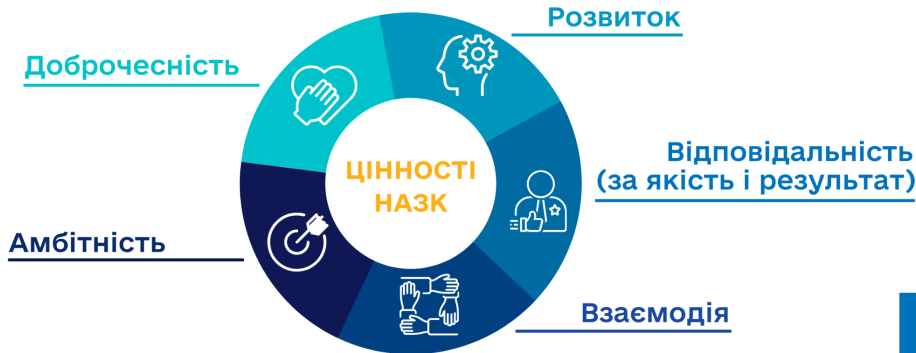 Розвиток
Доброчесність
ЦІННОСТІ
НАЗК
Відповідальність
(за якість і результат)
Амбітність
Взаємодія